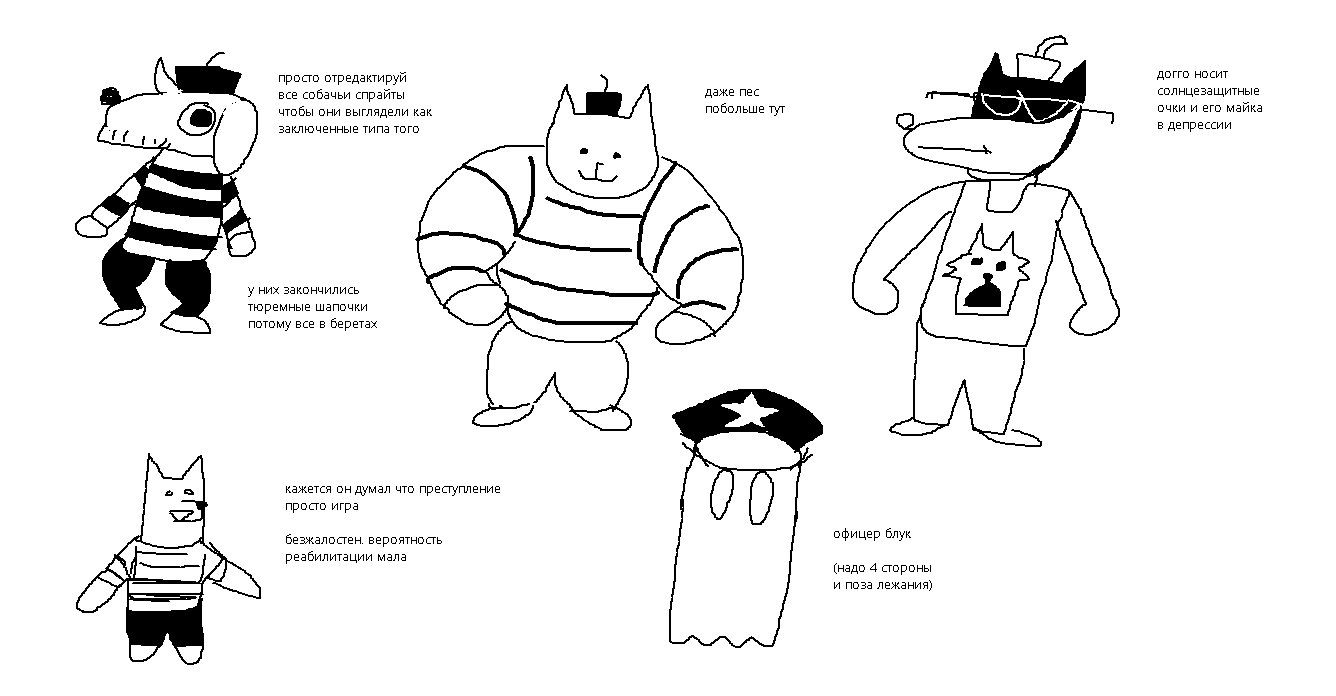 просто отредактируй
все собачьи спрайты
чтобы они выглядели как
заключенные типа того
даже пес
побольше тут
догго носит
солнцезащитные
очки и его майка
в депрессии
у них закончились
тюремные шапочки
потому все в беретах
кажется он думал что преступление
просто игра
безжалостен. вероятность
реабилитации мала
офицер блук
(надо 4 стороны
и поза лежания)